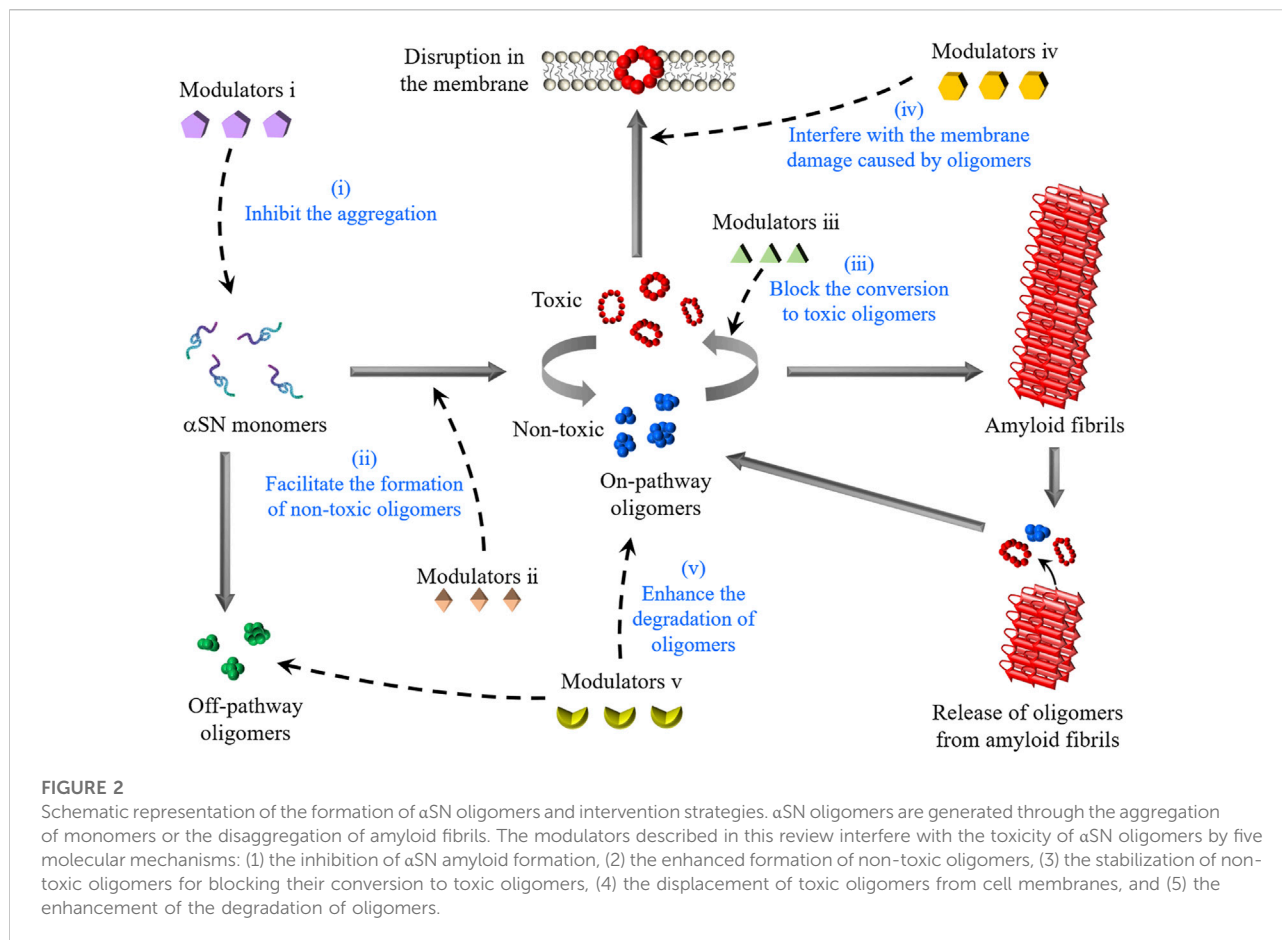 Disruption in
the membrane
Modulators iv
Modulators i
(iv)
Interfere with the membrane
damage caused by oligomers
(i)
Inhibit the aggregation
Modulators iii
(iii)
Block the conversion
to toxic oligomers
Toxic
αSN monomers
Non-toxic
Amyloid fibrils
(ii)
Facilitate the formation
of non-toxic oligomers
On-pathway
oligomers
Modulators ii
(v)
Enhance the
degradation of
oligomers
Modulators v
Off-pathway
oligomers
Release of oligomers
from amyloid fibrils
FIGURE 2
Schematic representation of the formation of αSN oligomers and intervention strategies. αSN oligomers are generated through the aggregation
of monomers or the disaggregation of amyloid fibrils. The modulators described in this review interfere with the toxicity of αSN oligomers by five
molecular mechanisms: (1) the inhibition of αSN amyloid formation, (2) the enhanced formation of non-toxic oligomers, (3) the stabilization of non-
toxic oligomers for blocking their conversion to toxic oligomers, (4) the displacement of toxic oligomers from cell membranes, and (5) the
enhancement of the degradation of oligomers.